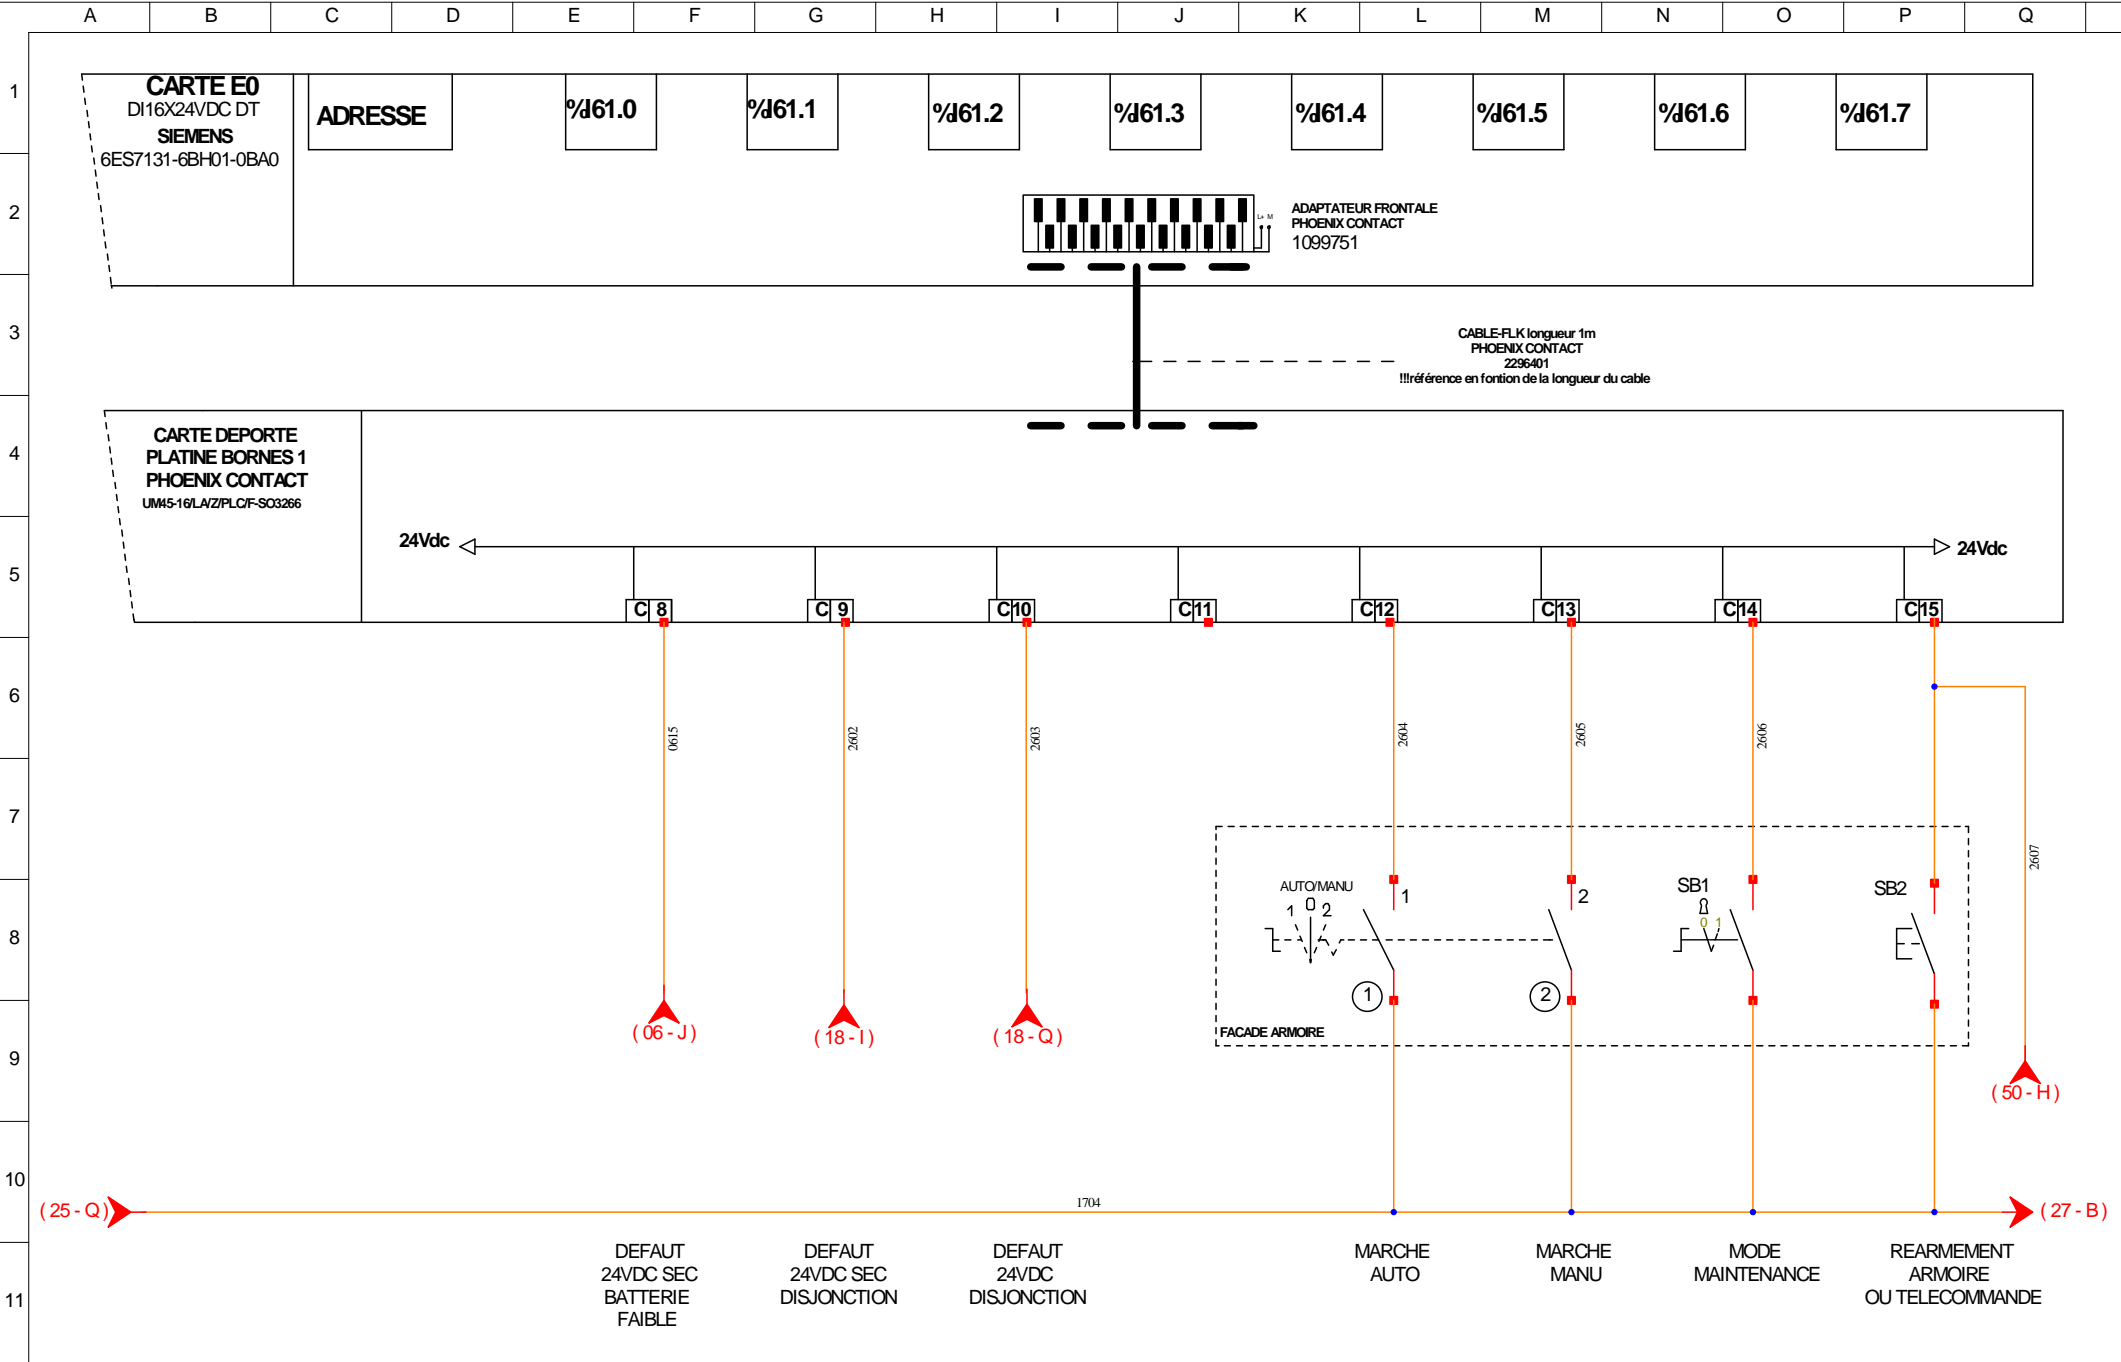 A B C D E F G H I J K L M N O P Q
1
CARTE E0
DI16X24VDC DT
SIEMENS
6ES7131-6BH01-0BA0
ADRESSE
%I61.0
%I61.1
%I61.2
%I61.3
%I61.4
%I61.5
%I61.6
%I61.7
2
L+ M
ADAPTATEUR FRONTALE
PHOENIX CONTACT
1099751
3
CABLE-FLK longueur 1m
PHOENIX CONTACT
2296401
!!!référence en fontion de la longueur du cable
4
CARTE DEPORTE
PLATINE BORNES 1
PHOENIX CONTACT
UM45-16/LA/Z/PLC/F-SO3266
24Vdc
24Vdc
5
C 8
C 9
C 10
C 11
C 12
C 13
C 14
C 15
6
0615
2602
2603
2604
2605
2606
7
2607
AUTO/MANU
1 0 2
1
2
SB1
0 1
SB2
8
1
2
FACADE ARMOIRE
(06-J)
(18-I)
(18-Q)
9
(50-H)
10
(25-Q)
1704
(27-B)
11
DEFAUT
24VDC SEC
BATTERIE
FAIBLE
DEFAUT
24VDC SEC
DISJONCTION
DEFAUT
24VDC
DISJONCTION
MARCHE
AUTO
MARCHE
MANU
MODE
MAINTENANCE
REARMEMENT
ARMOIRE
OU TELECOMMANDE